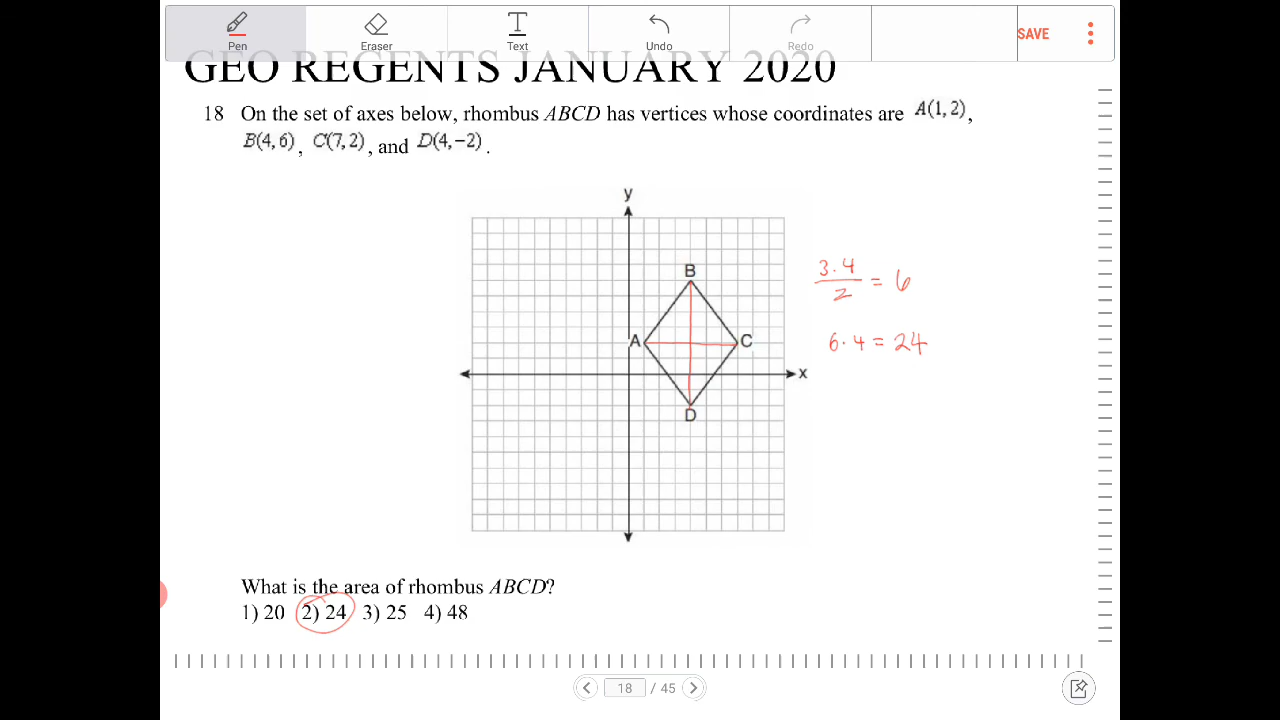 Pen Eraser Text Undo Redo SAVE
GEO REGENTS JANUARY 2020
18 On the set of axes below, rhombus ABCD has vertices whose coordinates are A(1,2),
B(4,6), C(7,2), and D(4,−2).
y
B
3·4/2 = 6
A C
6·4 = 24
x
D
What is the area of rhombus ABCD?
1) 20 2) 24 3) 25 4) 48
18 / 45